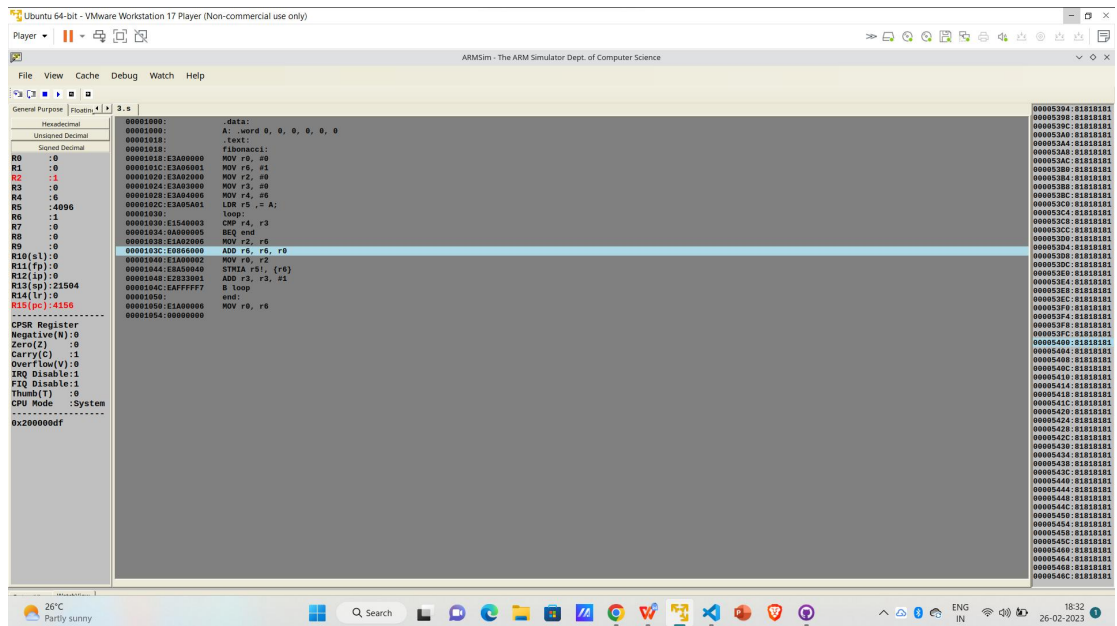 Ubuntu 64-bit - VMware Workstation 17 Player (Non-commercial use only)
Player
ARMSim - The ARM Simulator Dept. of Computer Science
File View Cache Debug Watch Help
General Purpose Floatin 3.s
Hexadecimal
Unsigned Decimal
Signed Decimal
R0 :0
R1 :0
R2 :1
R3 :0
R4 :6
R5 :4096
R6 :1
R7 :0
R8 :0
R9 :0
R10(sl):0
R11(fp):0
R12(ip):0
R13(sp):21504
R14(lr):0
R15(pc):4156
------------------
CPSR Register
Negative(N):0
Zero(Z) :0
Carry(C) :1
Overflow(V):0
IRQ Disable:1
FIQ Disable:1
Thumb(T) :0
CPU Mode :System
------------------
0x200000df
00001000: .data:
00001000: A: .word 0, 0, 0, 0, 0, 0
00001018: .text:
00001018: fibonacci:
00001018:E3A00000 MOV r0, #0
0000101C:E3A06001 MOV r6, #1
00001020:E3A02000 MOV r2, #0
00001024:E3A03000 MOV r3, #0
00001028:E3A04006 MOV r4, #6
0000102C:E3A05A01 LDR r5 ,= A;
00001030: loop:
00001030:E1540003 CMP r4, r3
00001034:0A000005 BEQ end
00001038:E1A02006 MOV r2, r6
0000103C:E0866000 ADD r6, r6, r0
00001040:E1A00002 MOV r0, r2
00001044:E8A50040 STMIA r5!, {r6}
00001048:E2833001 ADD r3, r3, #1
0000104C:EAFFFFF7 B loop
00001050: end:
00001050:E1A00006 MOV r0, r6
00001054:00000000
00005394:81818181
00005398:81818181
0000539C:81818181
000053A0:81818181
000053A4:81818181
000053A8:81818181
000053AC:81818181
000053B0:81818181
000053B4:81818181
000053B8:81818181
000053BC:81818181
000053C0:81818181
000053C4:81818181
000053C8:81818181
000053CC:81818181
000053D0:81818181
000053D4:81818181
000053D8:81818181
000053DC:81818181
000053E0:81818181
000053E4:81818181
000053E8:81818181
000053EC:81818181
000053F0:81818181
000053F4:81818181
000053F8:81818181
000053FC:81818181
00005400:81818181
00005404:81818181
00005408:81818181
0000540C:81818181
00005410:81818181
00005414:81818181
00005418:81818181
0000541C:81818181
00005420:81818181
00005424:81818181
00005428:81818181
0000542C:81818181
00005430:81818181
00005434:81818181
00005438:81818181
0000543C:81818181
00005440:81818181
00005444:81818181
00005448:81818181
0000544C:81818181
00005450:81818181
00005454:81818181
00005458:81818181
0000545C:81818181
00005460:81818181
00005464:81818181
00005468:81818181
0000546C:81818181
26°C
Partly sunny
Search
ENG
IN
18:32
26-02-2023
1